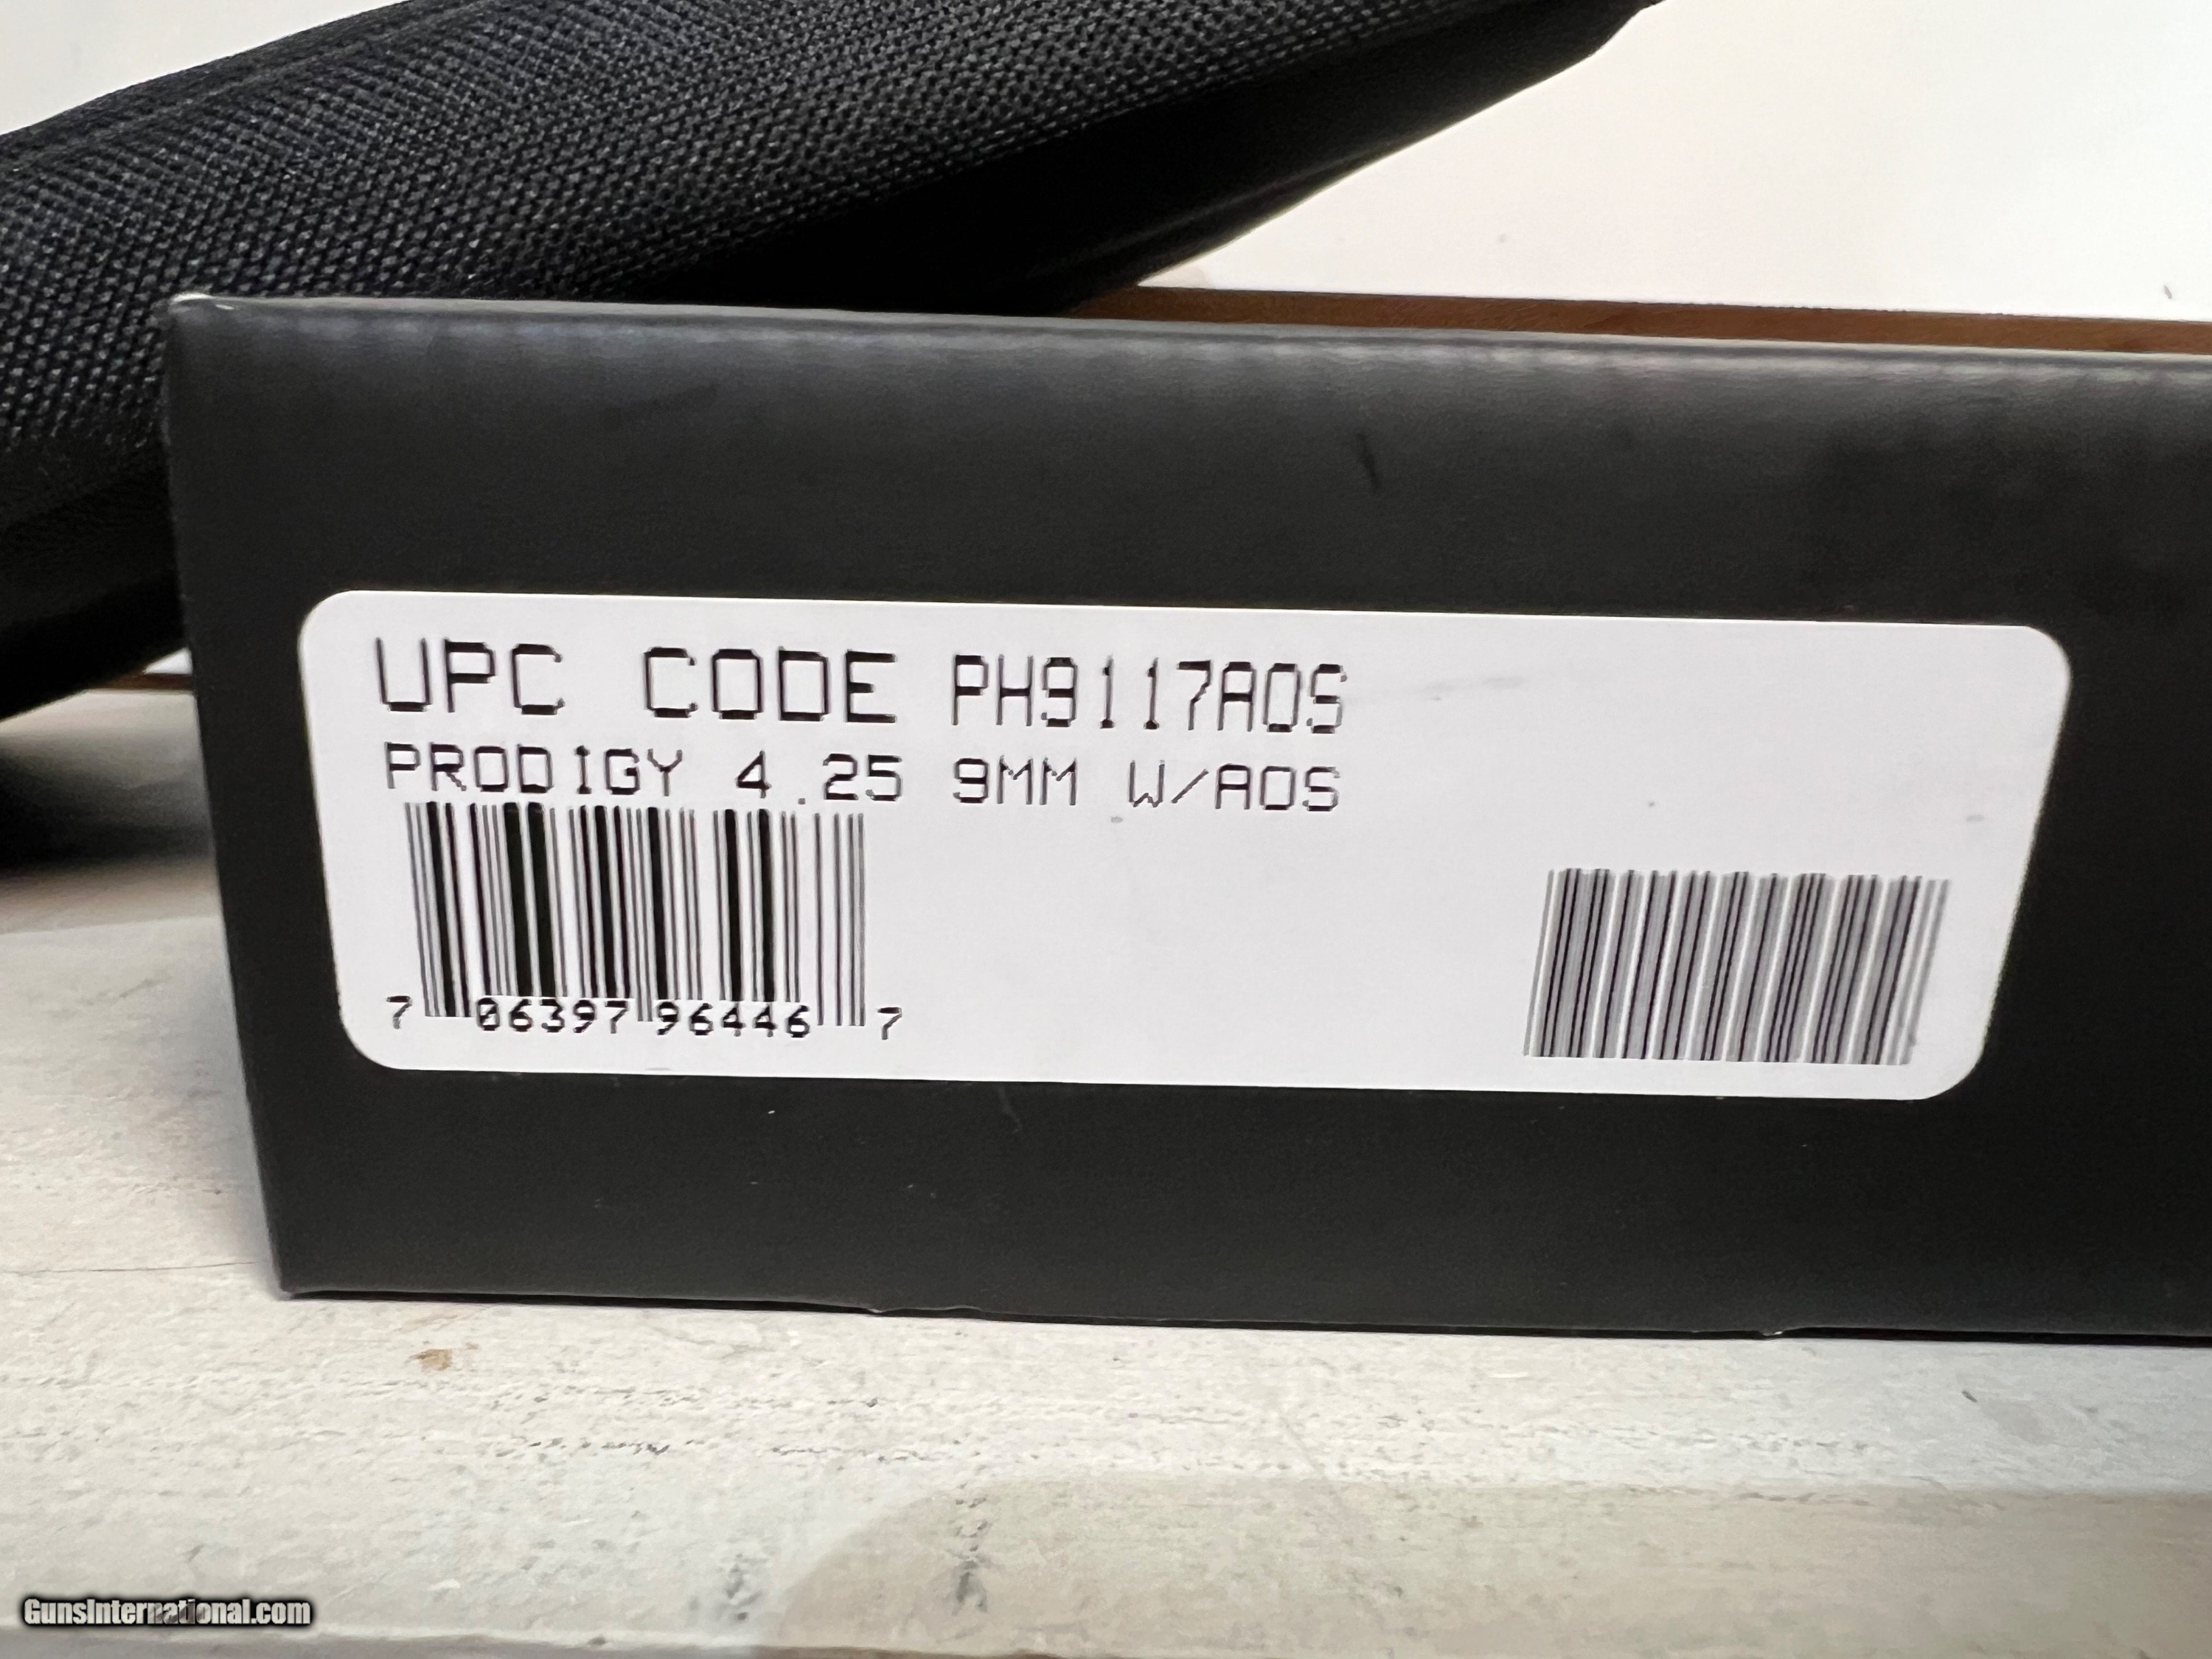 UPC CODE PH9117AOS
PRODIGY 4.25 9MM W/AOS
7 06397 96446 7
GunsInternational.com